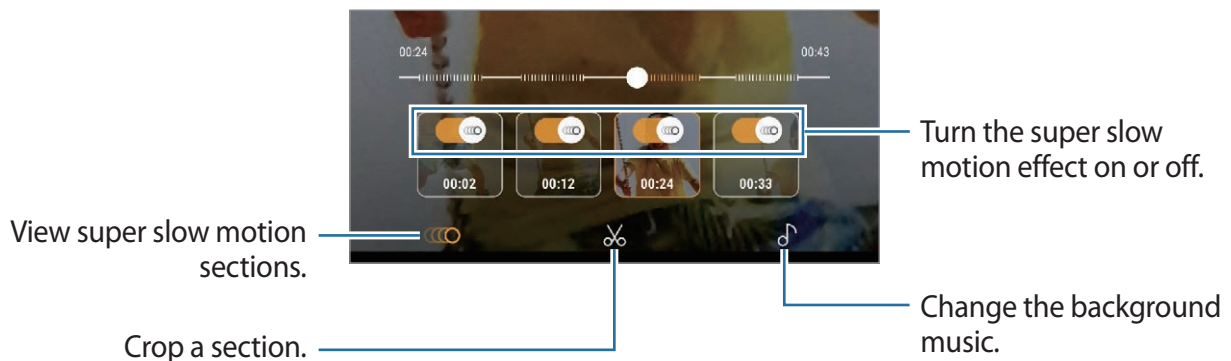 00:24
00:43
00:02
00:12
00:24
00:33
Turn the super slow
motion effect on or off.
View super slow motion
sections.
Crop a section.
Change the background
music.